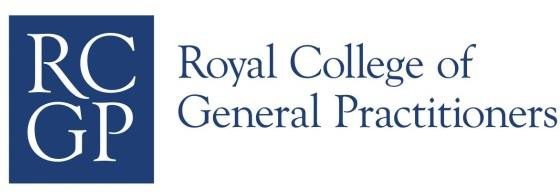 RC
GP
Royal College of
General Practitioners